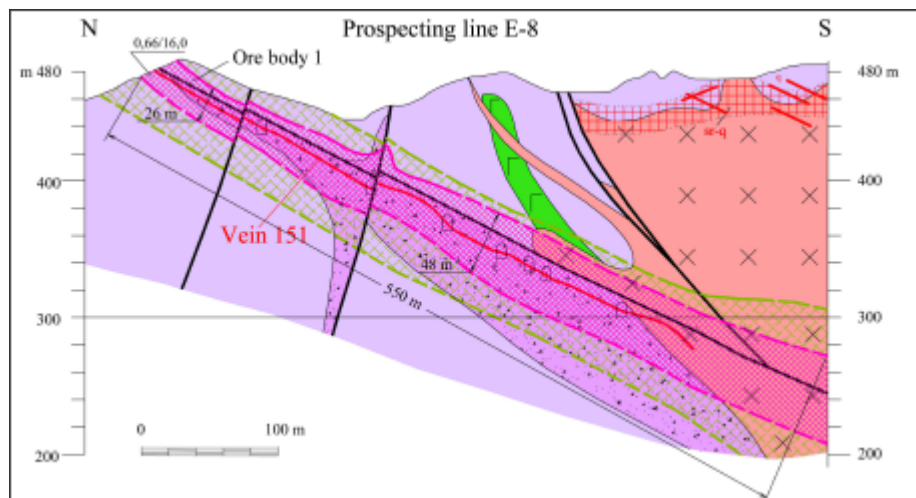 N
Prospecting line E-8
S
0,66/16,0
Ore body 1
m 480
480 m
q
26 m
sr-q
400
400
Vein 151
48 m
550 m
300
300
0
100 m
200
200